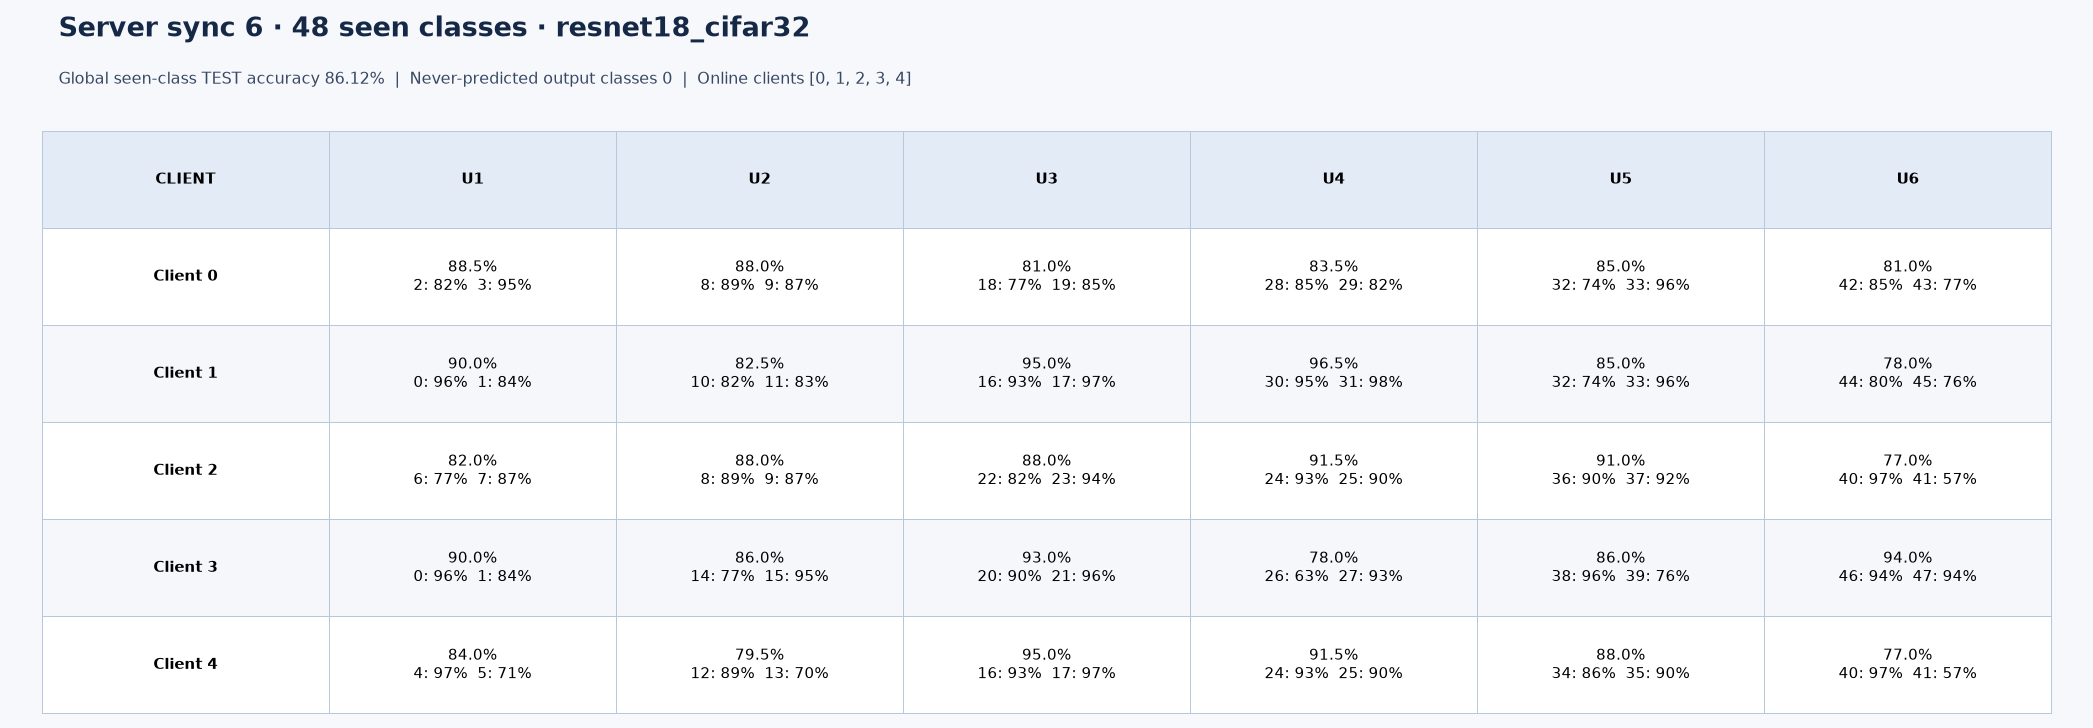 Server sync 6 · 48 seen classes · resnet18_cifar32
Global seen-class TEST accuracy 86.12%  |  Never-predicted output classes 0  |  Online clients [0, 1, 2, 3, 4]
CLIENT U1 U2 U3 U4 U5 U6
88.5% 88.0% 81.0% 83.5% 85.0% 81.0%
Client 0
2: 82%  3: 95% 8: 89%  9: 87% 18: 77%  19: 85% 28: 85%  29: 82% 32: 74%  33: 96% 42: 85%  43: 77%
90.0% 82.5% 95.0% 96.5% 85.0% 78.0%
Client 1
0: 96%  1: 84% 10: 82%  11: 83% 16: 93%  17: 97% 30: 95%  31: 98% 32: 74%  33: 96% 44: 80%  45: 76%
82.0% 88.0% 88.0% 91.5% 91.0% 77.0%
Client 2
6: 77%  7: 87% 8: 89%  9: 87% 22: 82%  23: 94% 24: 93%  25: 90% 36: 90%  37: 92% 40: 97%  41: 57%
90.0% 86.0% 93.0% 78.0% 86.0% 94.0%
Client 3
0: 96%  1: 84% 14: 77%  15: 95% 20: 90%  21: 96% 26: 63%  27: 93% 38: 96%  39: 76% 46: 94%  47: 94%
84.0% 79.5% 95.0% 91.5% 88.0% 77.0%
Client 4
4: 97%  5: 71% 12: 89%  13: 70% 16: 93%  17: 97% 24: 93%  25: 90% 34: 86%  35: 90% 40: 97%  41: 57%